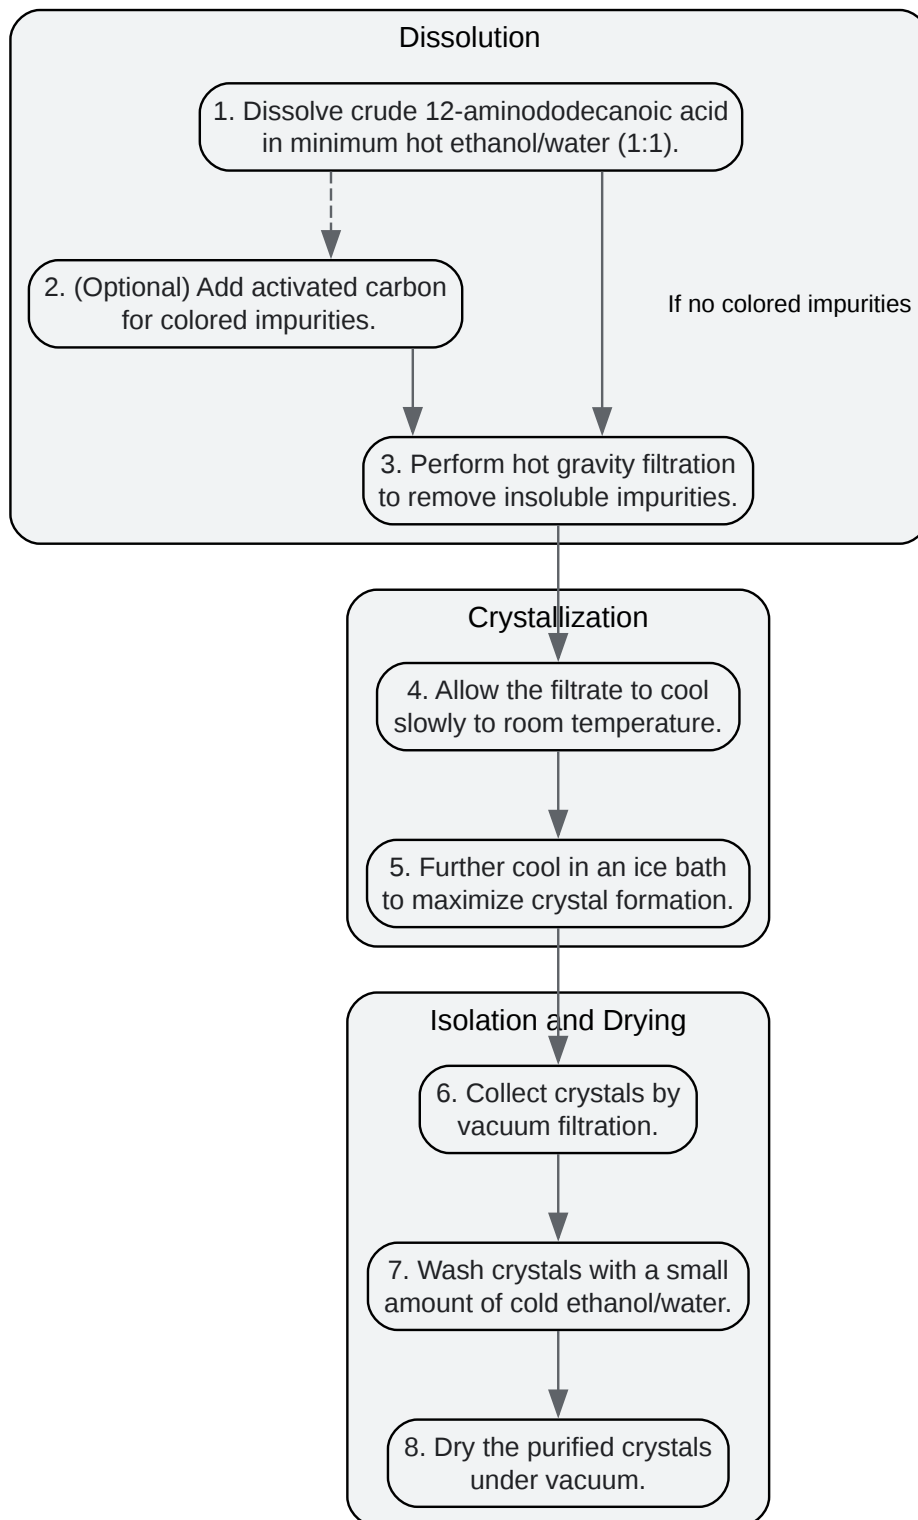 Dissolution
1. Dissolve crude 12-aminododecanoic acid
in minimum hot ethanol/water (1:1).
2. (Optional) Add activated carbon
for colored impurities.
If no colored impurities
3. Perform hot gravity filtration
to remove insoluble impurities.
Crystallization
4. Allow the filtrate to cool
slowly to room temperature.
5. Further cool in an ice bath
to maximize crystal formation.
Isolation and Drying
6. Collect crystals by
vacuum filtration.
7. Wash crystals with a small
amount of cold ethanol/water.
8. Dry the purified crystals
under vacuum.